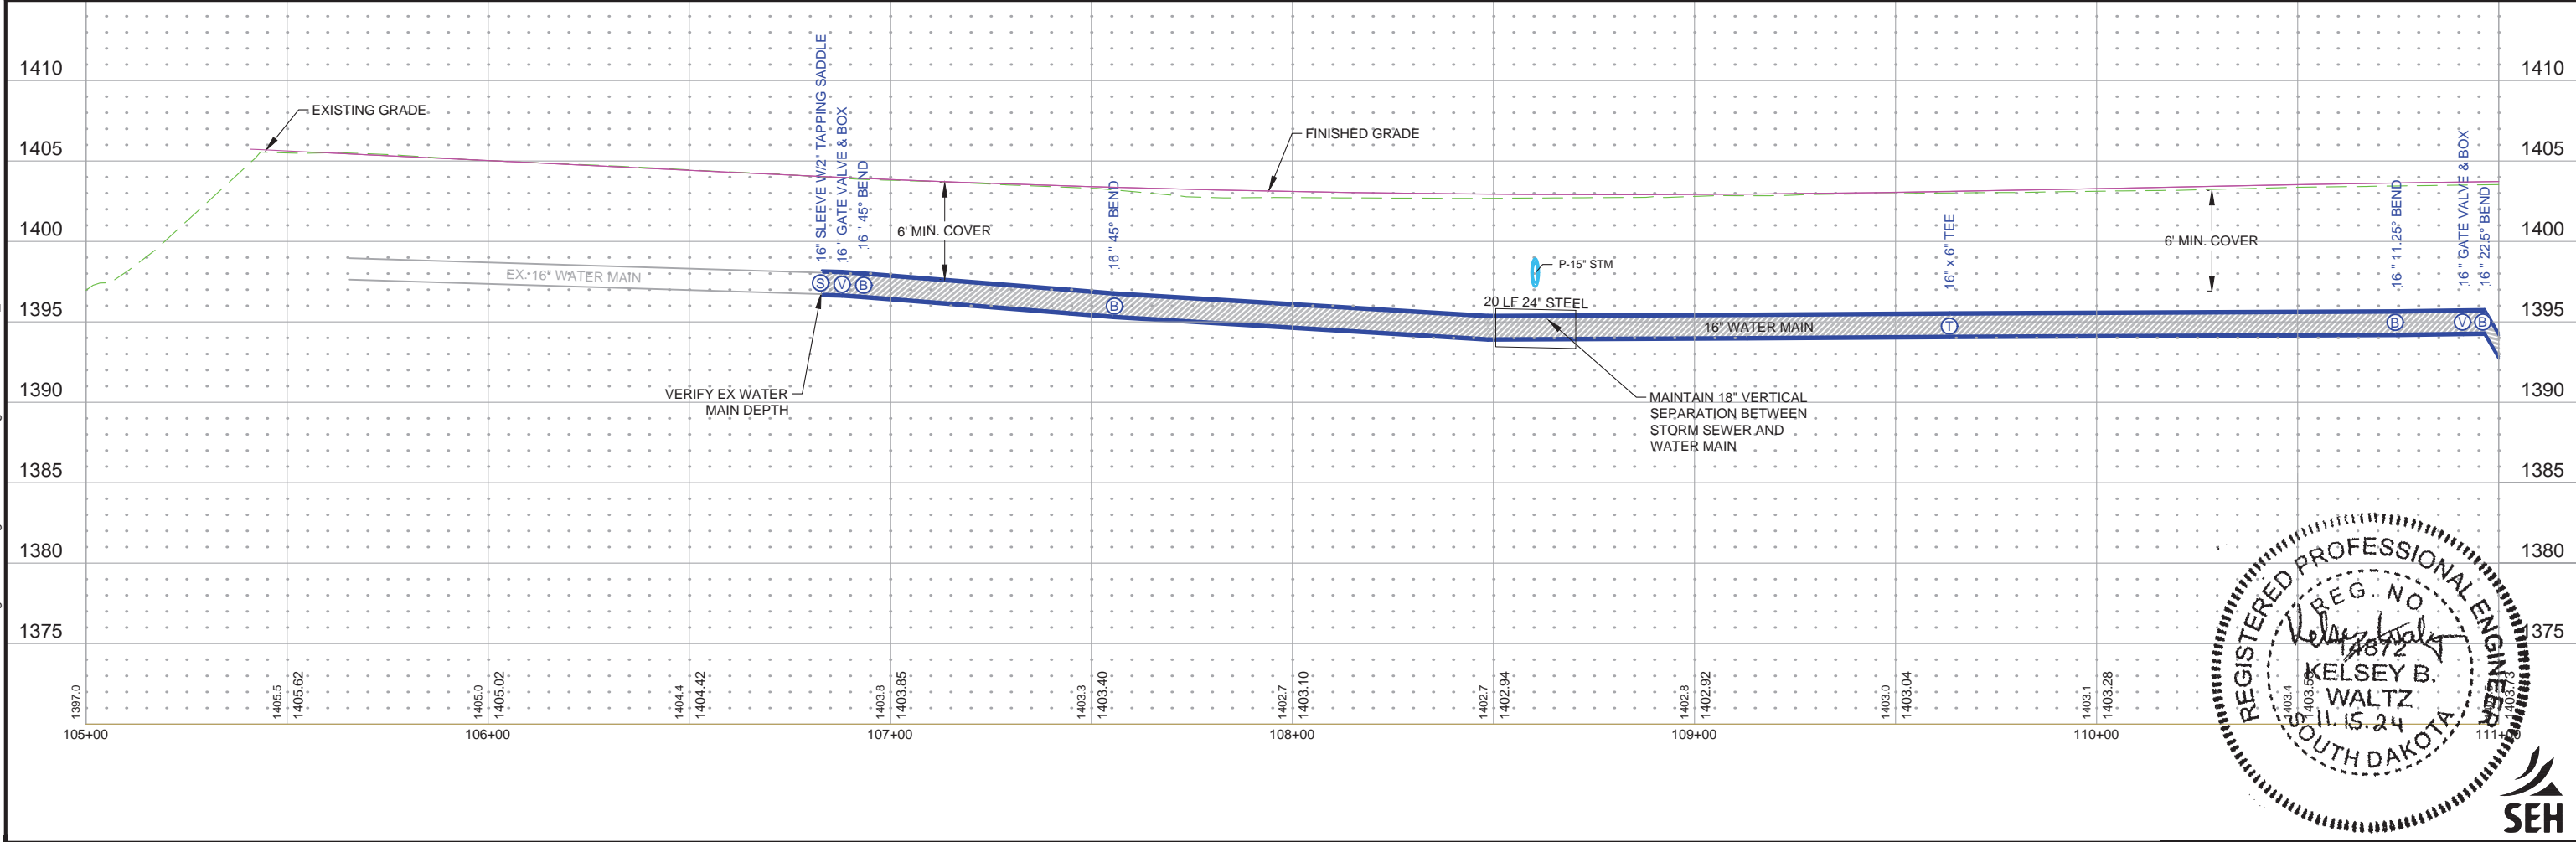 1410
1410
EXISTING GRADE
16" SLEEVE W/2" TAPPING SADDLE
16 " GATE VALVE & BOX
16 " 45° BEND
FINISHED GRADE
1405
1405
16 " 45° BEND
6' MIN. COVER
16" x 6" TEE
6' MIN. COVER
16 " 11.25° BEND
16 " GATE VALVE & BOX
16 " 22.5° BEND
1400
1400
EX. 16" WATER MAIN
S
V
B
B
P-15" STM
20 LF 24" STEEL
16" WATER MAIN
T
B
V
B
1395
1395
VERIFY EX WATER
MAIN DEPTH
MAINTAIN 18" VERTICAL
SEPARATION BETWEEN
STORM SEWER AND
WATER MAIN
1390
1390
1385
1385
1380
1380
1375
1375
REGISTERED PROFESSIONAL ENGINEER
REG. NO.
14872
KELSEY B.
WALTZ
11.15.24
SOUTH DAKOTA
1397.0
1405.5
1405.62
1405.0
1405.02
1404.4
1404.42
1403.8
1403.85
1403.3
1403.40
1402.7
1403.10
1402.7
1402.94
1402.8
1402.92
1403.0
1403.04
1403.1
1403.28
1403.4
1403.73
105+00
106+00
107+00
108+00
109+00
110+00
111+00
SEH